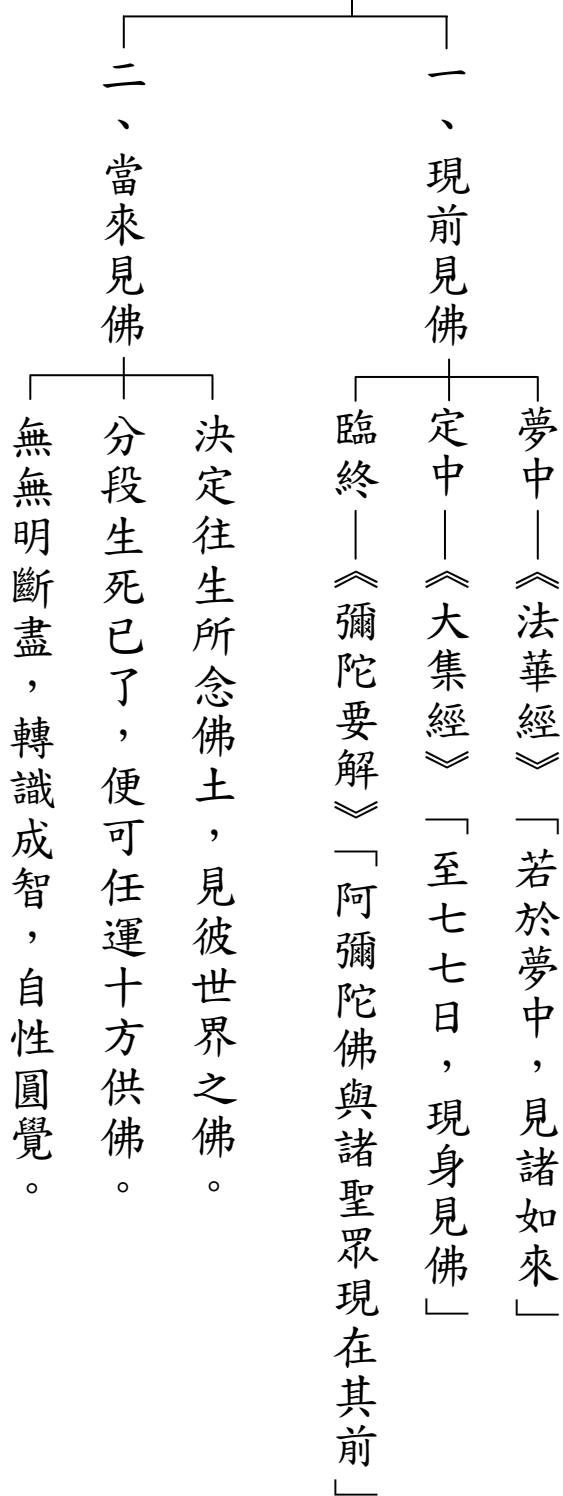 一、現前見佛
夢中——《法華經》「若於夢中，見諸如來」
定中——《大集經》「至七七日，現身見佛」
臨終——《彌陀要解》「阿彌陀佛與諸聖眾現在其前」
二、當來見佛
決定往生所念佛土，見彼世界之佛。
分段生死已了，便可任運十方供佛。
無無明斷盡，轉識成智，自性圓覺。